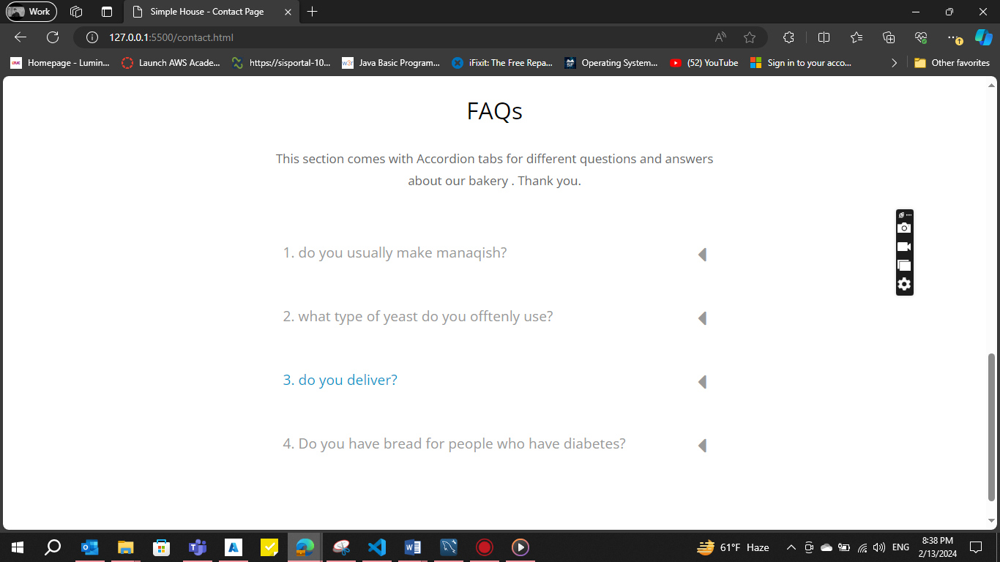 Work
Simple House - Contact Page
127.0.0.1:5500/contact.html
Homepage - Lumin...
Launch AWS Acade...
https://sisportal-10...
Java Basic Program...
iFixit: The Free Repa...
Operating System...
(52) YouTube
Sign in to your acco...
Other favorites
FAQs
This section comes with Accordion tabs for different questions and answers
about our bakery . Thank you.
1. do you usually make manaqish?
2. what type of yeast do you offtenly use?
3. do you deliver?
4. Do you have bread for people who have diabetes?
61°F Haze
ENG
8:38 PM
2/13/2024